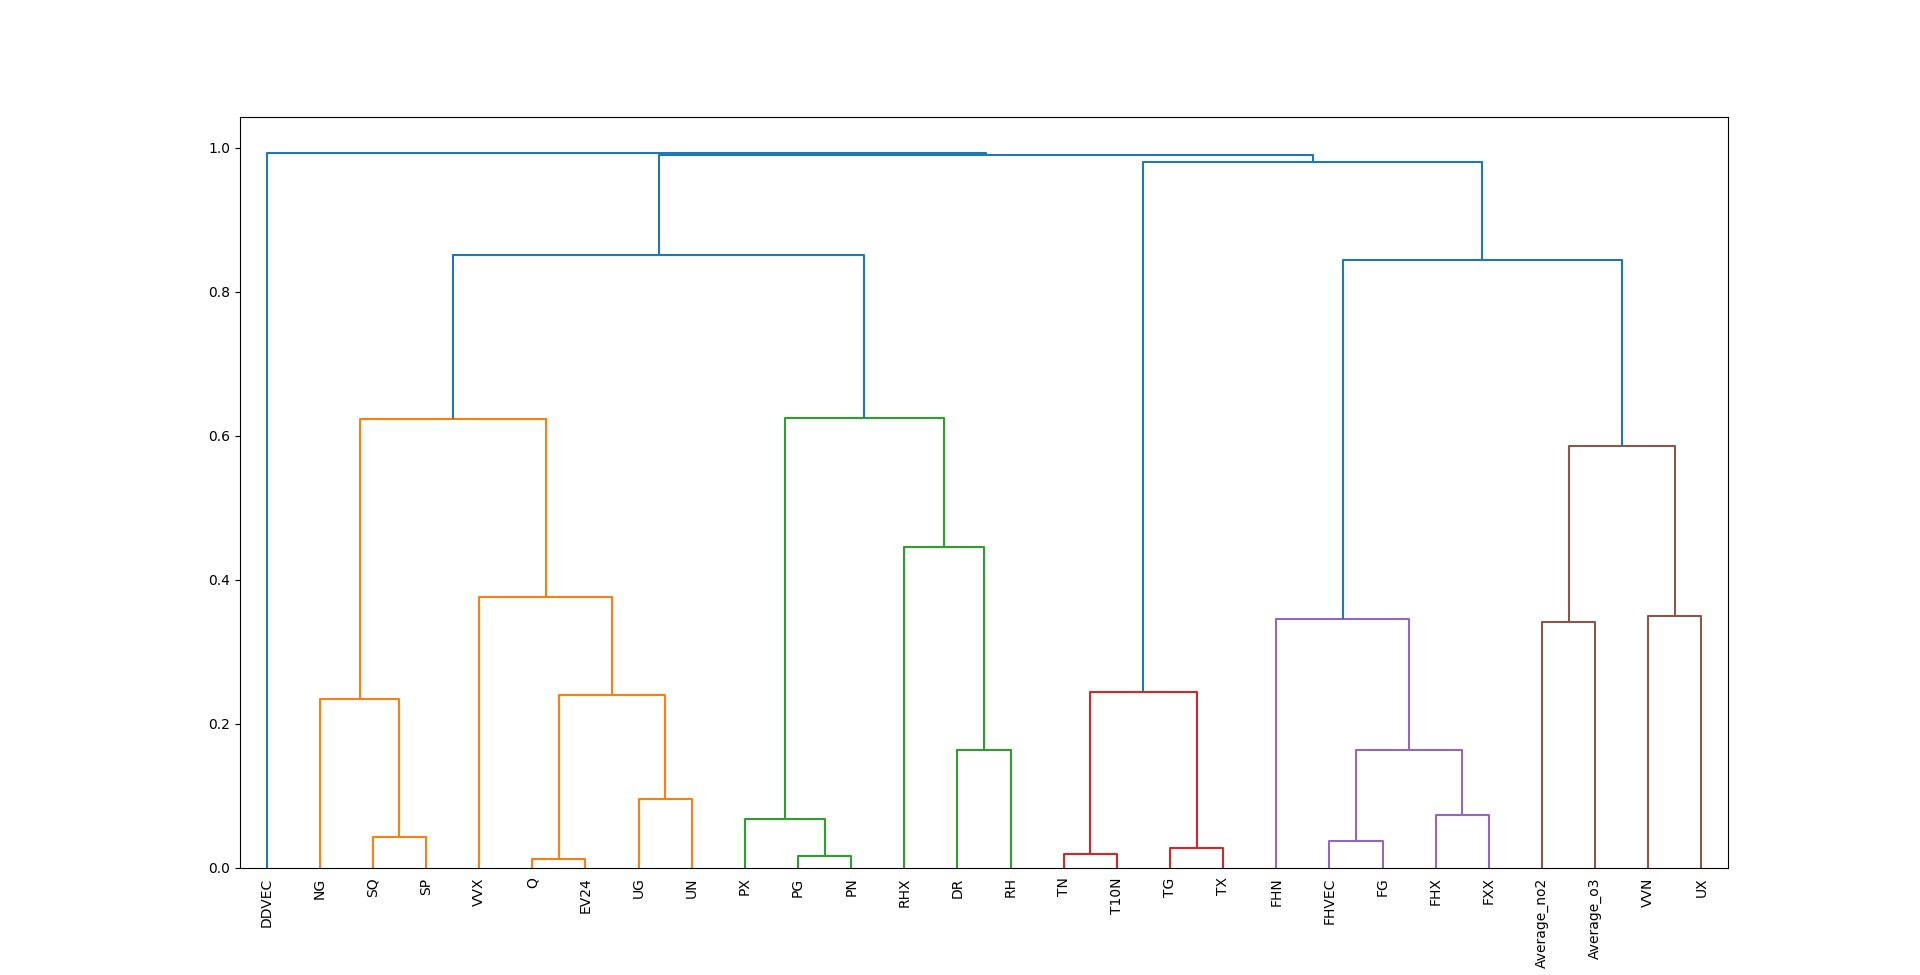 1.0
0.8
0.6
0.4
0.2
0.0
DDVEC
NG
SQ
SP
VVX
Q
EV24
UG
UN
PX
PG
PN
RHX
DR
RH
TN
T10N
TG
TX
FHN
FHVEC
FG
FHX
FXX
Average_no2
Average_o3
VVN
UX